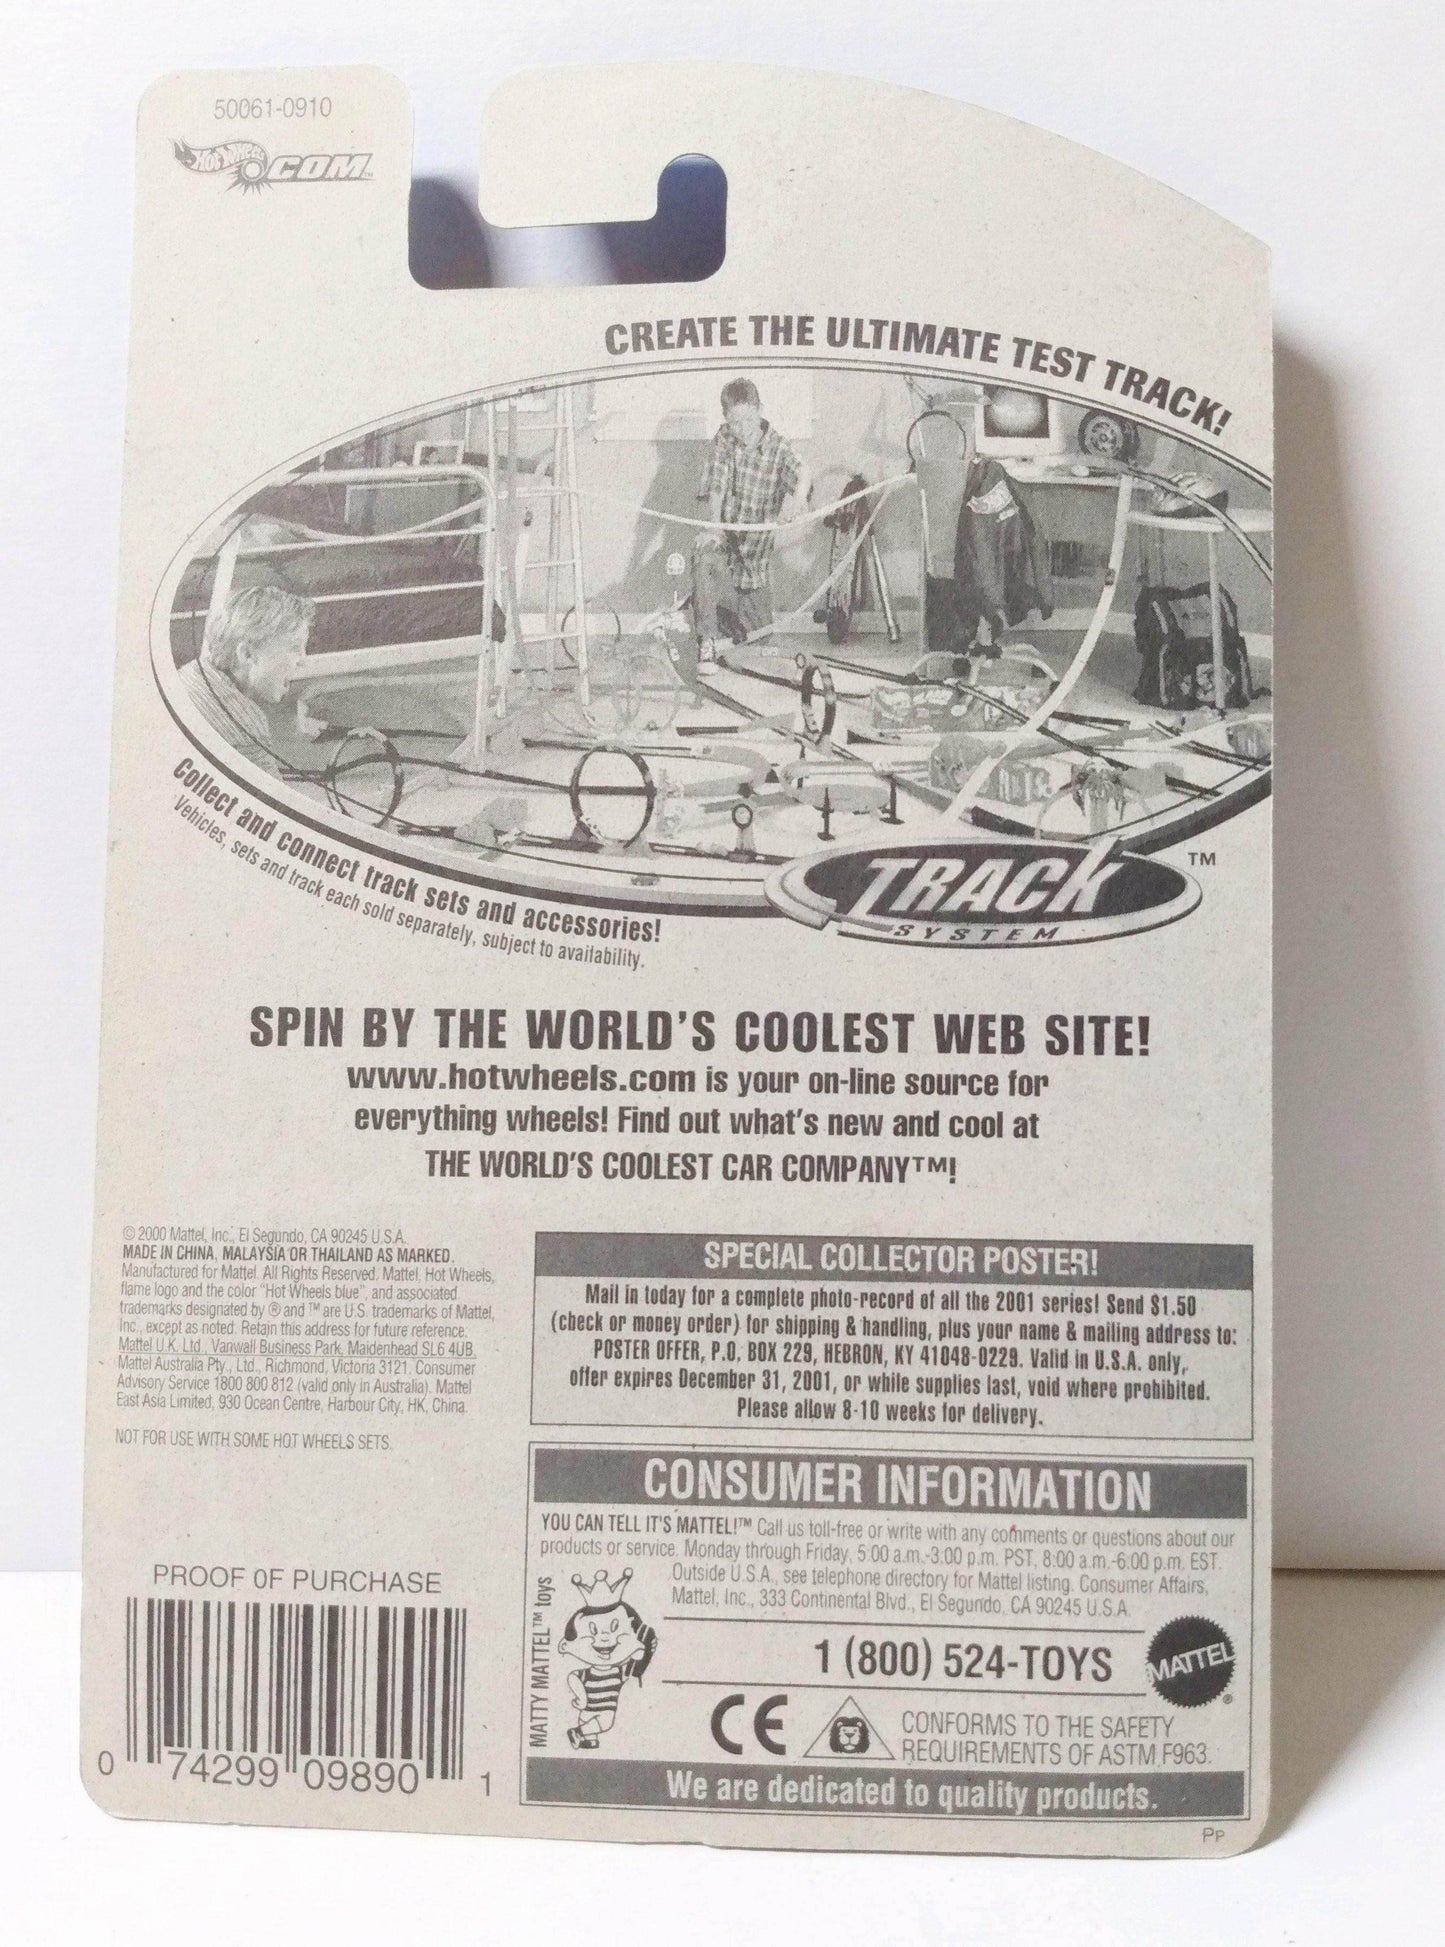 50061-0910
HOT WHEELS .COM™
CREATE THE ULTIMATE TEST TRACK!
Collect and connect track sets and accessories!
Vehicles, sets and track each sold separately, subject to availability.
TRACK ™
SYSTEM
SPIN BY THE WORLD'S COOLEST WEB SITE!
www.hotwheels.com is your on-line source for
everything wheels! Find out what's new and cool at
THE WORLD'S COOLEST CAR COMPANY™!
© 2000 Mattel, Inc., El Segundo, CA 90245 U.S.A.
MADE IN CHINA, MALAYSIA OR THAILAND AS MARKED.
Manufactured for Mattel. All Rights Reserved. Mattel, Hot Wheels,
flame logo and the color "Hot Wheels blue", and associated
trademarks designated by ® and ™ are U.S. trademarks of Mattel,
Inc., except as noted. Retain this address for future reference:
Mattel U.K. Ltd., Vanwall Business Park, Maidenhead SL6 4UB.
Mattel Australia Pty., Ltd., Richmond, Victoria 3121. Consumer
Advisory Service 1800 800 812 (valid only in Australia). Mattel
East Asia Limited, 930 Ocean Centre, Harbour City, HK, China.
NOT FOR USE WITH SOME HOT WHEELS SETS.
SPECIAL COLLECTOR POSTER!
Mail in today for a complete photo-record of all the 2001 series! Send $1.50
(check or money order) for shipping & handling, plus your name & mailing address to:
POSTER OFFER, P.O. BOX 229, HEBRON, KY 41048-0229. Valid in U.S.A. only,
offer expires December 31, 2001, or while supplies last, void where prohibited.
Please allow 8-10 weeks for delivery.
CONSUMER INFORMATION
YOU CAN TELL IT'S MATTEL!™ Call us toll-free or write with any comments or questions about our
products or service. Monday through Friday, 5:00 a.m.-3:00 p.m. PST, 8:00 a.m.-6:00 p.m. EST.
Outside U.S.A., see telephone directory for Mattel listing. Consumer Affairs,
Mattel, Inc., 333 Continental Blvd., El Segundo, CA 90245 U.S.A.
MATTY MATTEL™ toys
1 (800) 524-TOYS
MATTEL®
CE
CONFORMS TO THE SAFETY
REQUIREMENTS OF ASTM F963.
We are dedicated to quality products.
PROOF OF PURCHASE
0 74299 09890 1
PP